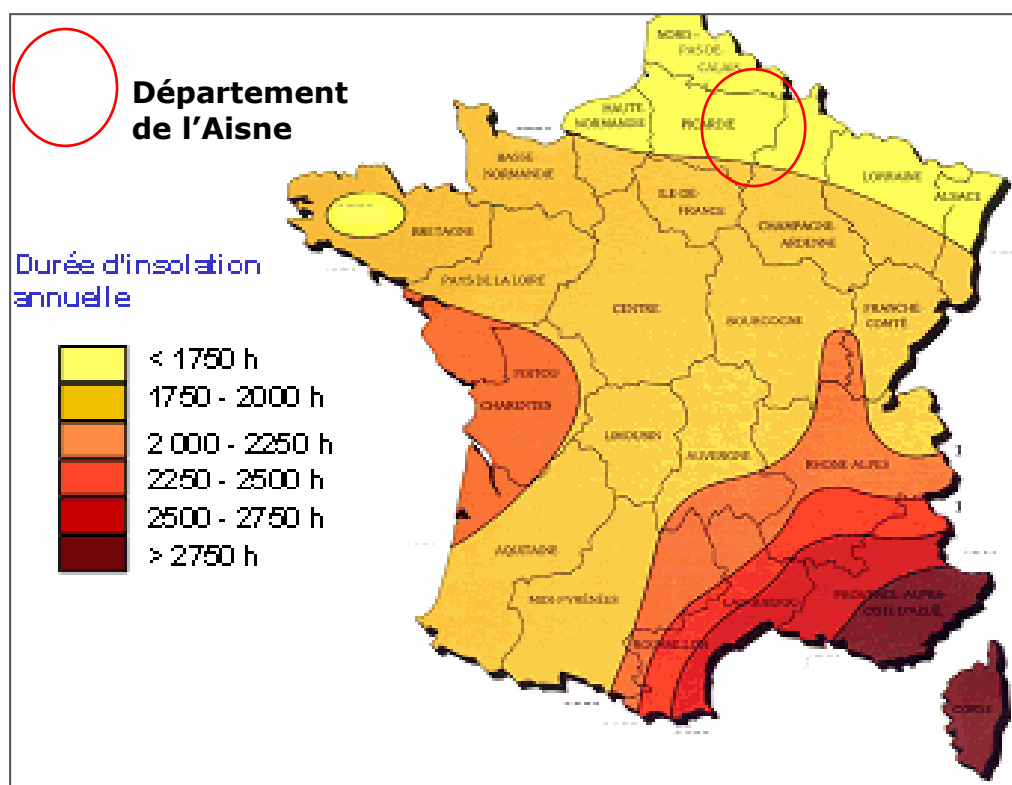 Département
de l'Aisne
NORD-
PAS DE-
CALAIS
HAUTE
NORMANDIE
PICARDIE
BASSE-
NORMANDIE
ILE-DE-
FRANCE
LORRAINE
ALSACE
CHAMPAGNE-
ARDENNE
BRETAGNE
PAYS DE LA LOIRE
CENTRE
BOURGOGNE
FRANCHE-
COMTÉ
Durée d'insolation
annuelle
< 1750 h
1750 - 2000 h
2 000 - 2250 h
2250 - 2500 h
2500 - 2750 h
> 2750 h
POITOU
CHARENTES
LIMOUSIN
AUVERGNE
RHONE-ALPES
AQUITAINE
MIDI-PYRÉNÉES
LANGUEDOC
ROUSSILLON
PROVENCE-ALPES-
COTE D'AZUR
CORSE